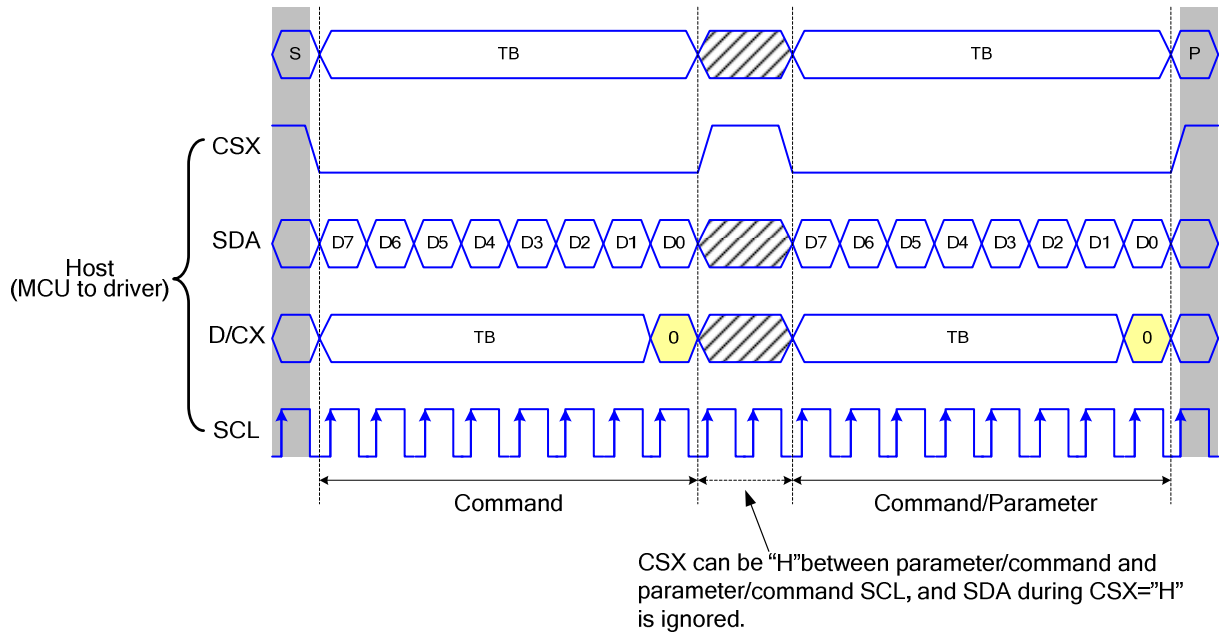 S TB TB P
CSX
SDA D7 D6 D5 D4 D3 D2 D1 D0 D7 D6 D5 D4 D3 D2 D1 D0
Host
(MCU to driver)
D/CX TB 0 TB 0
SCL
Command Command/Parameter
CSX can be “H”between parameter/command and
parameter/command SCL, and SDA during CSX=”H”
is ignored.